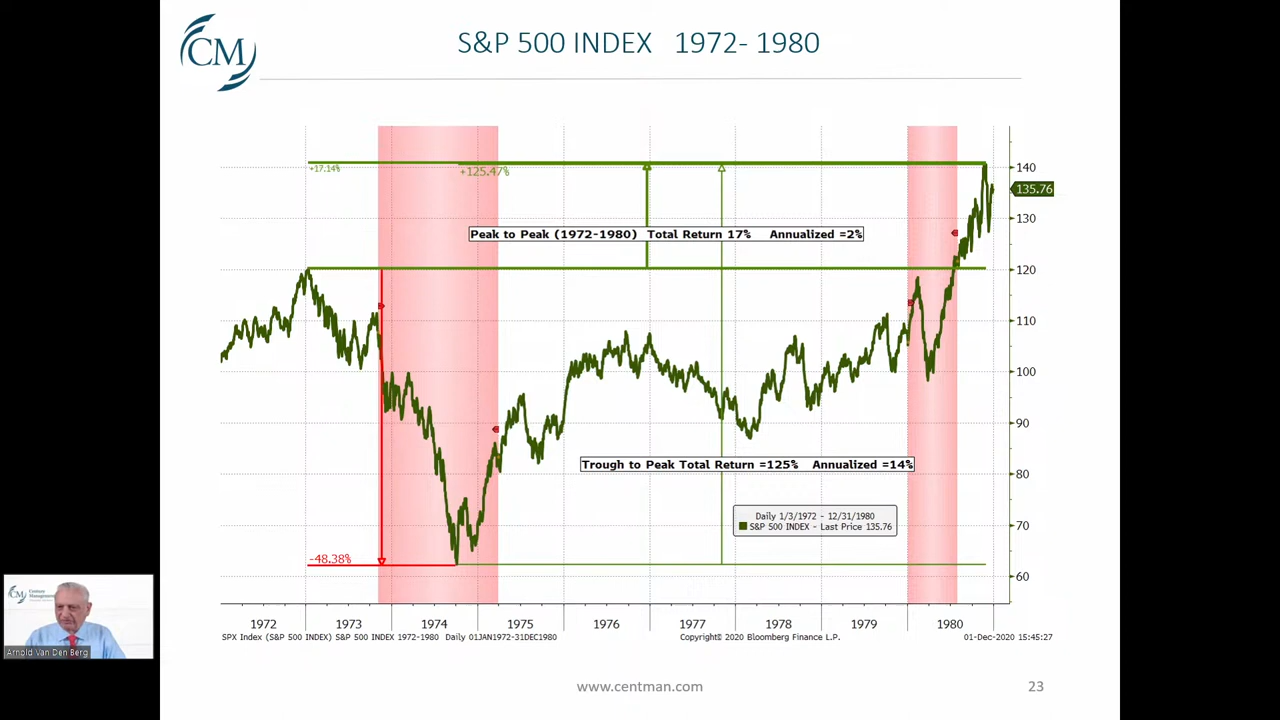 CM
S&P 500 INDEX 1972- 1980
+17.14%
+125.47%
140
135.76
130
Peak to Peak (1972-1980) Total Return 17% Annualized =2%
120
110
100
90
Trough to Peak Total Return =125% Annualized =14%
80
Daily 1/3/1972 - 12/31/1980
S&P 500 INDEX - Last Price 135.76
70
-48.38%
60
1972 1973 1974 1975 1976 1977 1978 1979 1980
SPX Index (S&P 500 INDEX) S&P 500 INDEX 1972-1980 Daily 01JAN1972-31DEC1980 Copyright© 2020 Bloomberg Finance L.P. 01-Dec-2020 15:45:27
CM Century
Management
Arnold Van Den Berg
www.centman.com
23